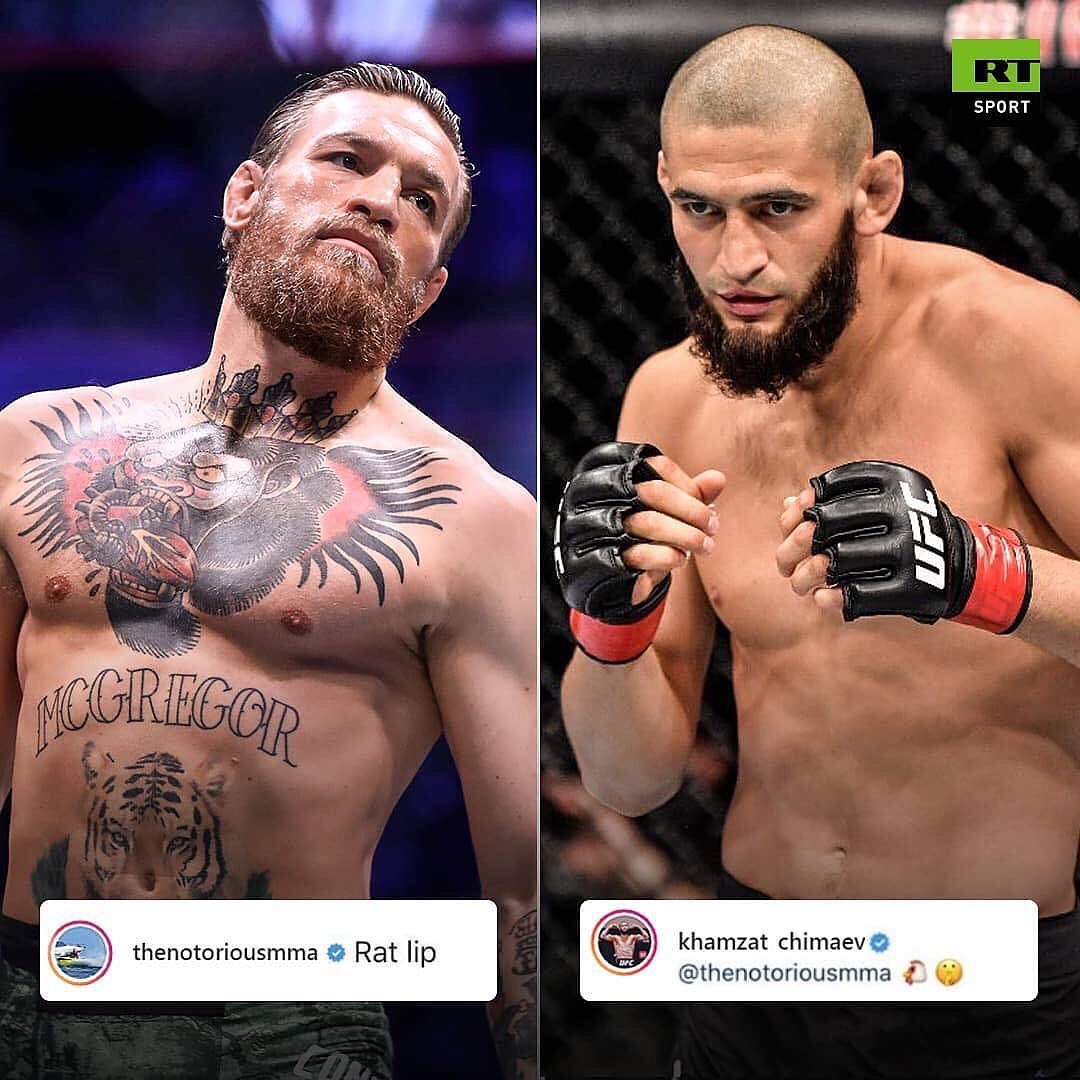 RT
SPORT
MCGREGOR
UFC
thenotoriousmma Rat lip
khamzat_chimaev
@thenotoriousmma 🐔🤫